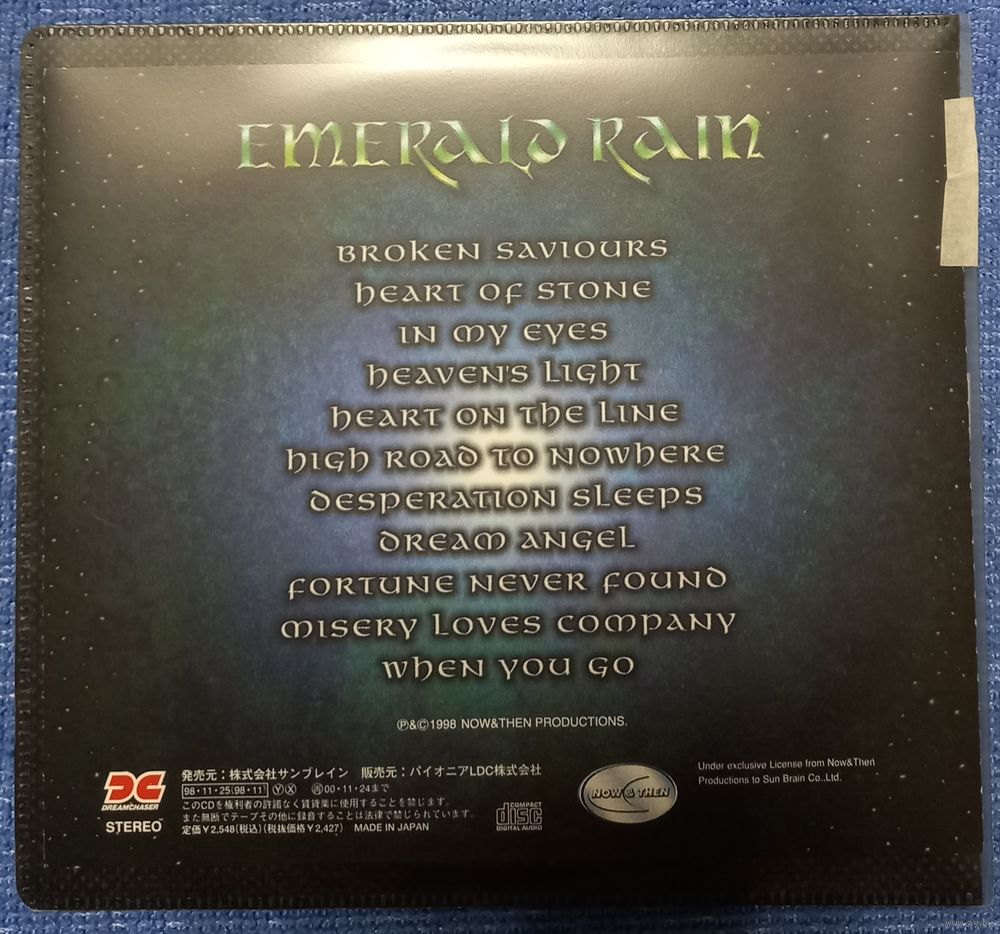 EMERALD RAIN
BROKEN SAVIOURS
HEART OF STONE
IN MY EYES
HEAVEN'S LIGHT
HEART ON THE LINE
HIGH ROAD TO NOWHERE
DESPERATION SLEEPS
DREAM ANGEL
FORTUNE NEVER FOUND
MISERY LOVES COMPANY
WHEN YOU GO
℗&©1998 NOW&THEN PRODUCTIONS.
DC
DREAMCHASER
STEREO
発売元：株式会社サンブレイン 販売元：パイオニアLDC株式会社
98・11・25(98・11) Ⓨ Ⓧ ㊢00・11・24まで
このCDを権利者の許諾なく賃貸業に使用することを禁じます。
また無断でテープその他に録音することは法律で禁じられています。
定価￥2,548(税込)(税抜価格￥2,427) MADE IN JAPAN
COMPACT
disc
DIGITAL AUDIO
NOW & THEN
Under exclusive License from Now&Then
Productions to Sun Brain Co.,Ltd.